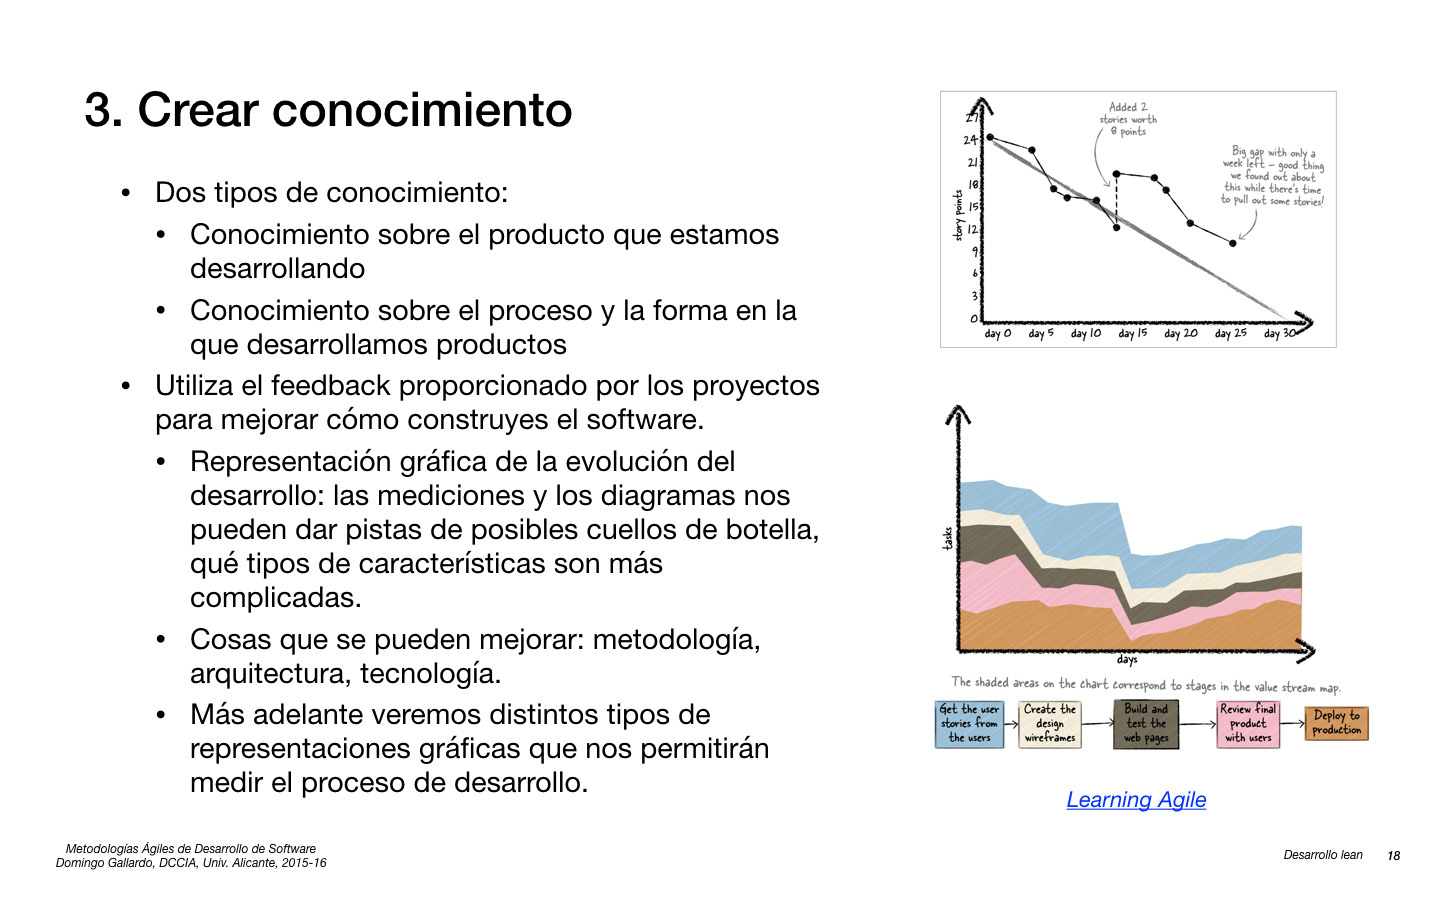 3. Crear conocimiento
• Dos tipos de conocimiento:
• Conocimiento sobre el producto que estamos
desarrollando
• Conocimiento sobre el proceso y la forma en la
que desarrollamos productos
• Utiliza el feedback proporcionado por los proyectos
para mejorar cómo construyes el software.
• Representación gráfica de la evolución del
desarrollo: las mediciones y los diagramas nos
pueden dar pistas de posibles cuellos de botella,
qué tipos de características son más
complicadas.
• Cosas que se pueden mejorar: metodología,
arquitectura, tecnología.
• Más adelante veremos distintos tipos de
representaciones gráficas que nos permitirán
medir el proceso de desarrollo.
Added 2
stories worth
8 points
Big gap with only a
week left – good thing
we found out about
this while there's time
to pull out some stories!
story points
27
24
21
18
15
12
9
6
3
0
day 0 day 5 day 10 day 15 day 20 day 25 day 30
tasks
days
The shaded areas on the chart correspond to stages in the value stream map.
Get the user
stories from
the users
Create the
design
wireframes
Build and
test the
web pages
Review final
product
with users
Deploy to
production
Learning Agile
Metodologías Ágiles de Desarrollo de Software
Domingo Gallardo, DCCIA, Univ. Alicante, 2015-16
Desarrollo lean 18